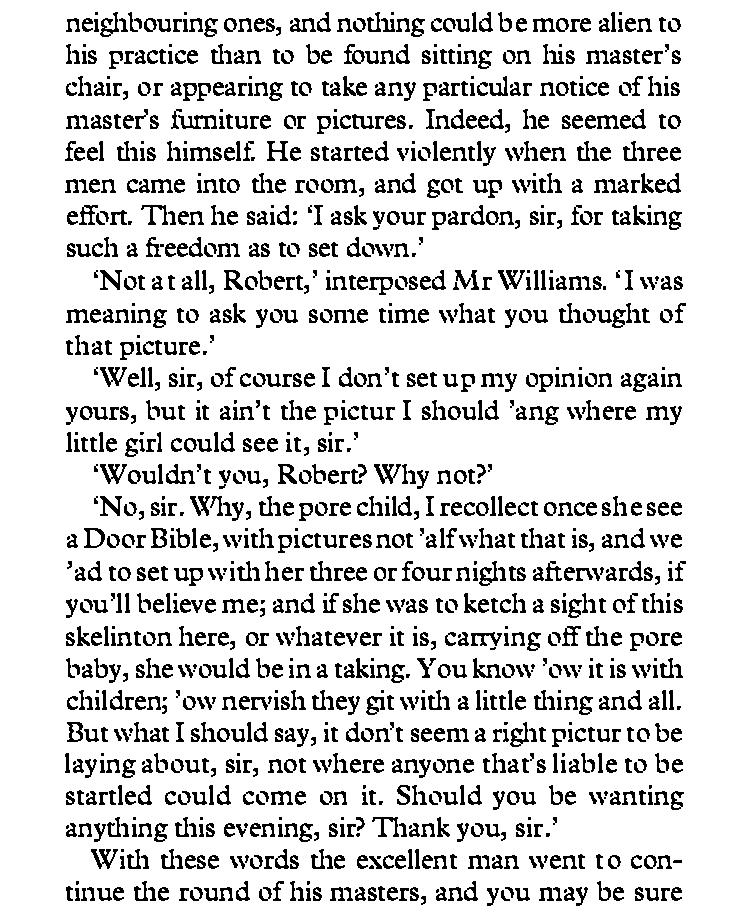 neighbouring ones, and nothing could be more alien to
his practice than to be found sitting on his master's
chair, or appearing to take any particular notice of his
master's furniture or pictures. Indeed, he seemed to
feel this himself. He started violently when the three
men came into the room, and got up with a marked
effort. Then he said: ‘I ask your pardon, sir, for taking
such a freedom as to set down.’
‘Not at all, Robert,’ interposed Mr Williams. ‘I was
meaning to ask you some time what you thought of
that picture.’
‘Well, sir, of course I don’t set up my opinion again
yours, but it ain’t the pictur I should ’ang where my
little girl could see it, sir.’
‘Wouldn’t you, Robert? Why not?’
‘No, sir. Why, the pore child, I recollect once she see
a Door Bible, with pictures not ’alf what that is, and we
’ad to set up with her three or four nights afterwards, if
you’ll believe me; and if she was to ketch a sight of this
skelinton here, or whatever it is, carrying off the pore
baby, she would be in a taking. You know ’ow it is with
children; ’ow nervish they git with a little thing and all.
But what I should say, it don’t seem a right pictur to be
laying about, sir, not where anyone that’s liable to be
startled could come on it. Should you be wanting
anything this evening, sir? Thank you, sir.’
With these words the excellent man went to con-
tinue the round of his masters, and you may be sure